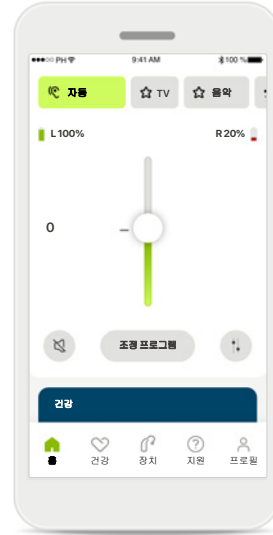 PH 9:41 AM 100 %
자동 TV 음악
L 100% R 20%
0
조정 프로그램
건강
홈 건강 장치 지원 프로필